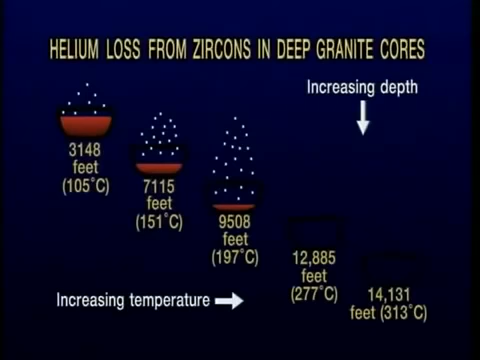 HELIUM LOSS FROM ZIRCONS IN DEEP GRANITE CORES
Increasing depth
3148
feet
(105˚C)
7115
feet
(151˚C)
9508
feet
(197˚C)
12,885
feet
(277˚C)
14,131
feet (313˚C)
Increasing temperature